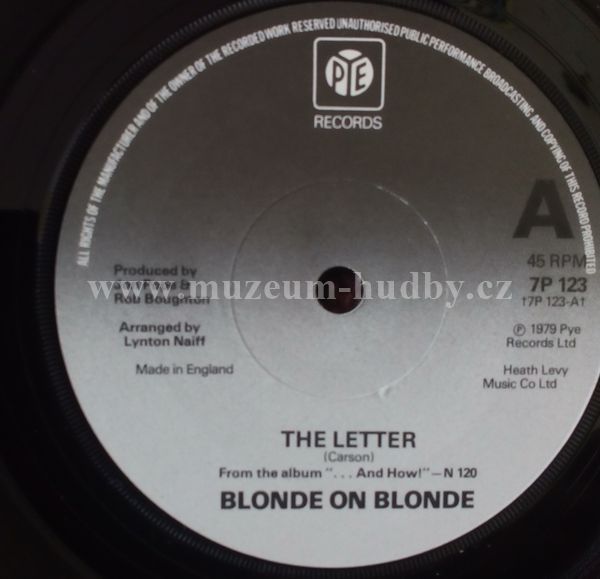 ALL RIGHTS OF THE MANUFACTURER AND OF THE OWNER OF THE RECORDED WORK RESERVED UNAUTHORISED PUBLIC PERFORMANCE BROADCASTING AND COPYING OF THIS RECORD PROHIBITED
PYE
RECORDS
A
45 RPM
7P 123
†7P 123-A†
Produced by
&
Rob Boughton
www.muzeum-hudby.cz
Arranged by
Lynton Naiff
℗ 1979 Pye
Records Ltd
Made in England
Heath Levy
Music Co Ltd
THE LETTER
(Carson)
From the album "... And How!"—N 120
BLONDE ON BLONDE